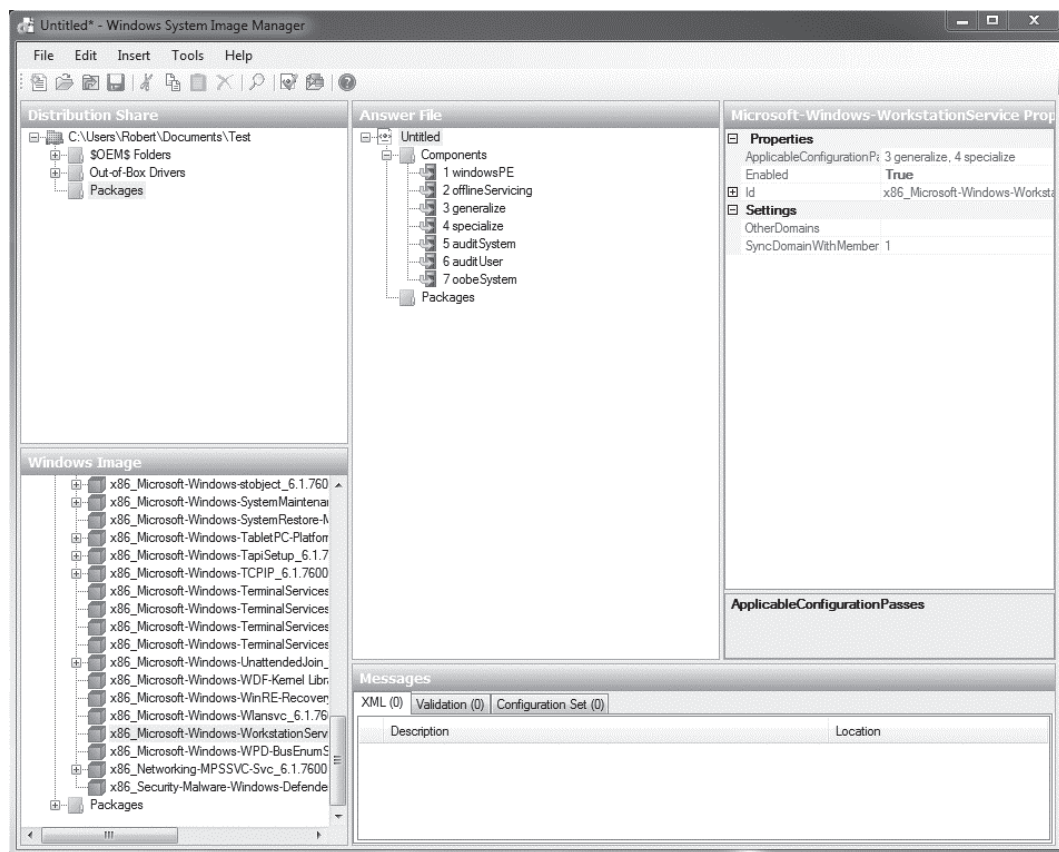 Untitled* - Windows System Image Manager
File Edit Insert Tools Help
Distribution Share
C:\Users\Robert\Documents\Test
$OEM$ Folders
Out-of-Box Drivers
Packages
Answer File
Untitled
Components
1 windowsPE
2 offlineServicing
3 generalize
4 specialize
5 auditSystem
6 auditUser
7 oobeSystem
Packages
Microsoft-Windows-WorkstationService Prop
Properties
ApplicableConfigurationPa 3 generalize, 4 specialize
Enabled True
Id x86_Microsoft-Windows-Worksta
Settings
OtherDomains
SyncDomainWithMember 1
ApplicableConfigurationPasses
Windows Image
x86_Microsoft-Windows-stobject_6.1.760
x86_Microsoft-Windows-SystemMaintenar
x86_Microsoft-Windows-SystemRestore-M
x86_Microsoft-Windows-TabletPC-Platforr
x86_Microsoft-Windows-TapiSetup_6.1.7
x86_Microsoft-Windows-TCPIP_6.1.7600
x86_Microsoft-Windows-TerminalServices
x86_Microsoft-Windows-TerminalServices
x86_Microsoft-Windows-TerminalServices
x86_Microsoft-Windows-TerminalServices
x86_Microsoft-Windows-UnattendedJoin_
x86_Microsoft-Windows-WDF-Kernel Libra
x86_Microsoft-Windows-WinRE-Recovery
x86_Microsoft-Windows-Wlansvc_6.1.76
x86_Microsoft-Windows-WorkstationServ
x86_Microsoft-Windows-WPD-BusEnumS
x86_Networking-MPSSVC-Svc_6.1.7600
x86_Security-Malware-Windows-Defende
Packages
Messages
XML (0) Validation (0) Configuration Set (0)
Description Location